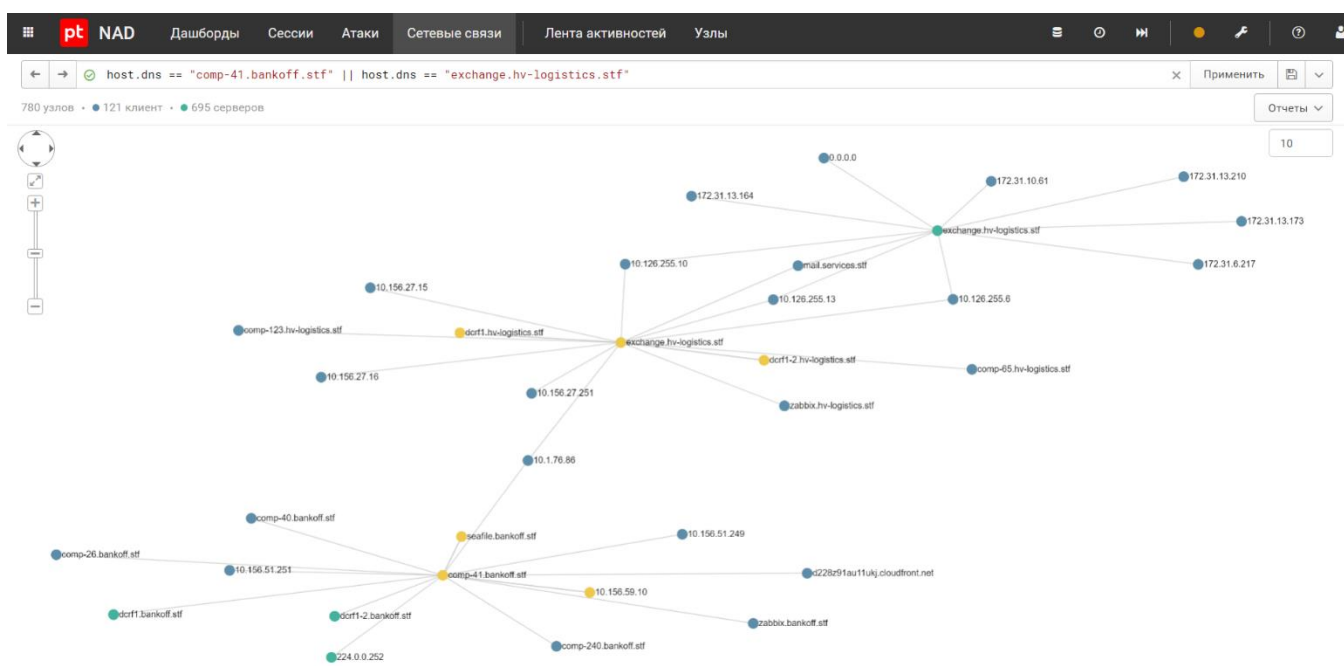 pt NAD Дашборды Сессии Атаки Сетевые связи Лента активностей Узлы
host.dns == "comp-41.bankoff.stf" || host.dns == "exchange.hv-logistics.stf" Применить
780 узлов • 121 клиент • 695 серверов Отчеты
10
0.0.0.0
172.31.13.210
172.31.10.61
172.31.13.164
172.31.13.173
exchange.hv-logistics.stf
10.126.255.10
mail.services.stf
172.31.6.217
10.156.27.15
10.126.255.13
10.126.255.6
comp-123.hv-logistics.stf
dcrf1.hv-logistics.stf
exchange.hv-logistics.stf
dcrf1-2.hv-logistics.stf
comp-65.hv-logistics.stf
10.156.27.16
10.156.27.251
zabbix.hv-logistics.stf
10.1.76.86
comp-40.bankoff.stf
seafile.bankoff.stf
10.156.51.249
comp-26.bankoff.stf
10.156.51.251
comp-41.bankoff.stf
d228z91au11ukj.cloudfront.net
10.156.59.10
dcrf1.bankoff.stf
dcrf1-2.bankoff.stf
zabbix.bankoff.stf
comp-240.bankoff.stf
224.0.0.252